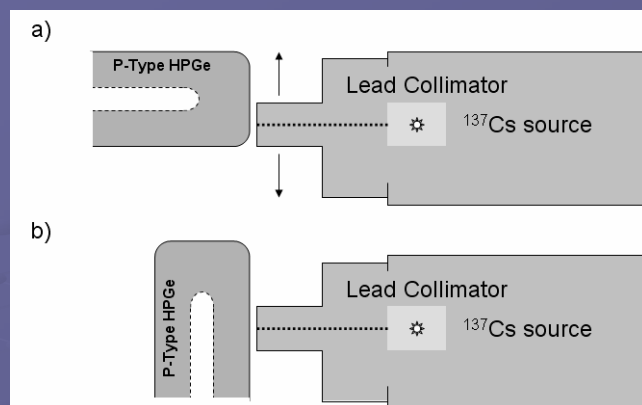 a)
P-Type HPGe
Lead Collimator
¹³⁷Cs source
b)
P-Type HPGe
Lead Collimator
¹³⁷Cs source